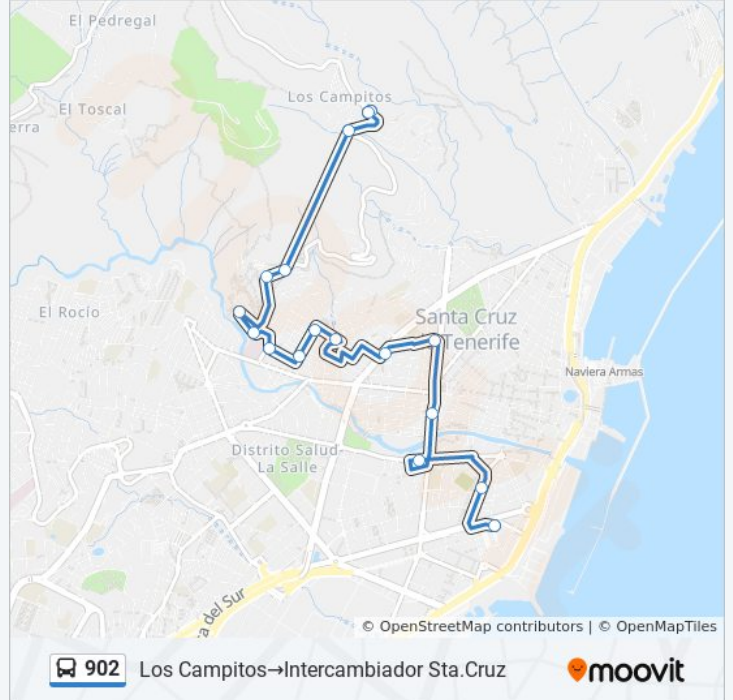 El Pedregal
Los Campitos
El Toscal
erra
El Rocío
Santa Cruz
Tenerife
Naviera Armas
Distrito Salud-
La Salle
a del Sur
© OpenStreetMap contributors | © OpenMapTiles
902 Los Campitos→Intercambiador Sta.Cruz
moovit